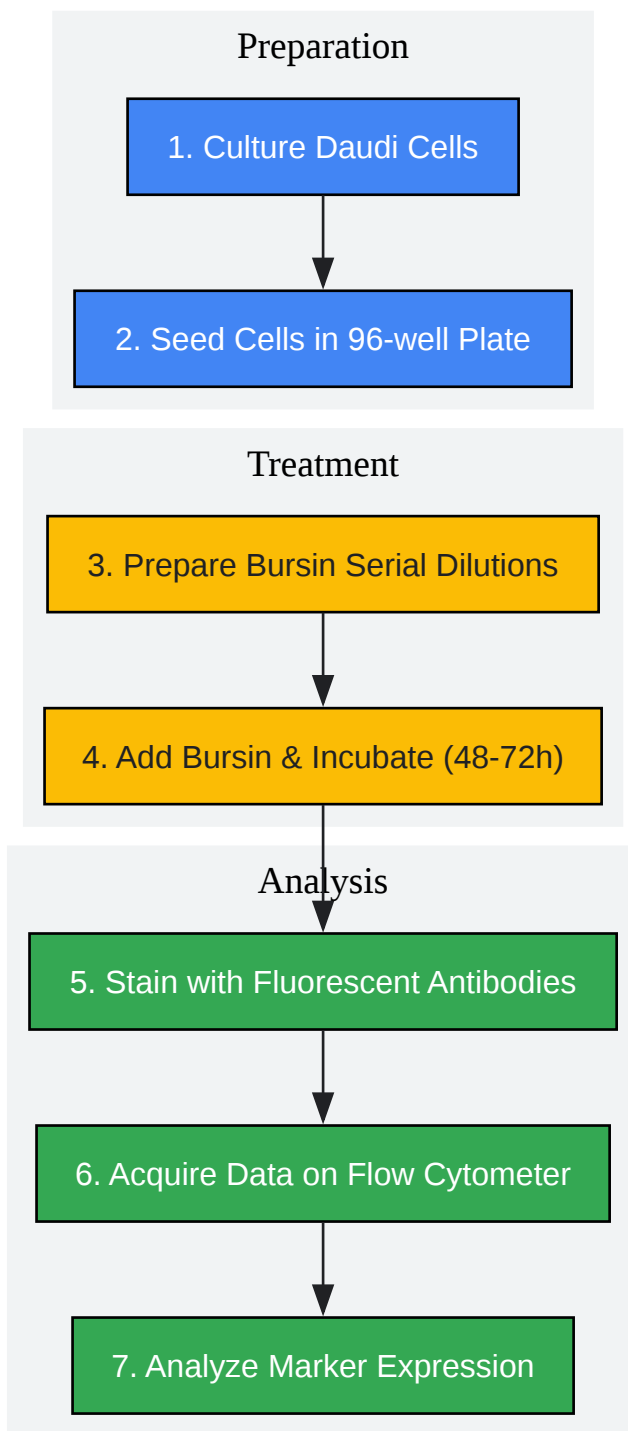 Preparation
1. Culture Daudi Cells
2. Seed Cells in 96-well Plate
Treatment
3. Prepare Bursin Serial Dilutions
4. Add Bursin & Incubate (48-72h)
Analysis
5. Stain with Fluorescent Antibodies
6. Acquire Data on Flow Cytometer
7. Analyze Marker Expression